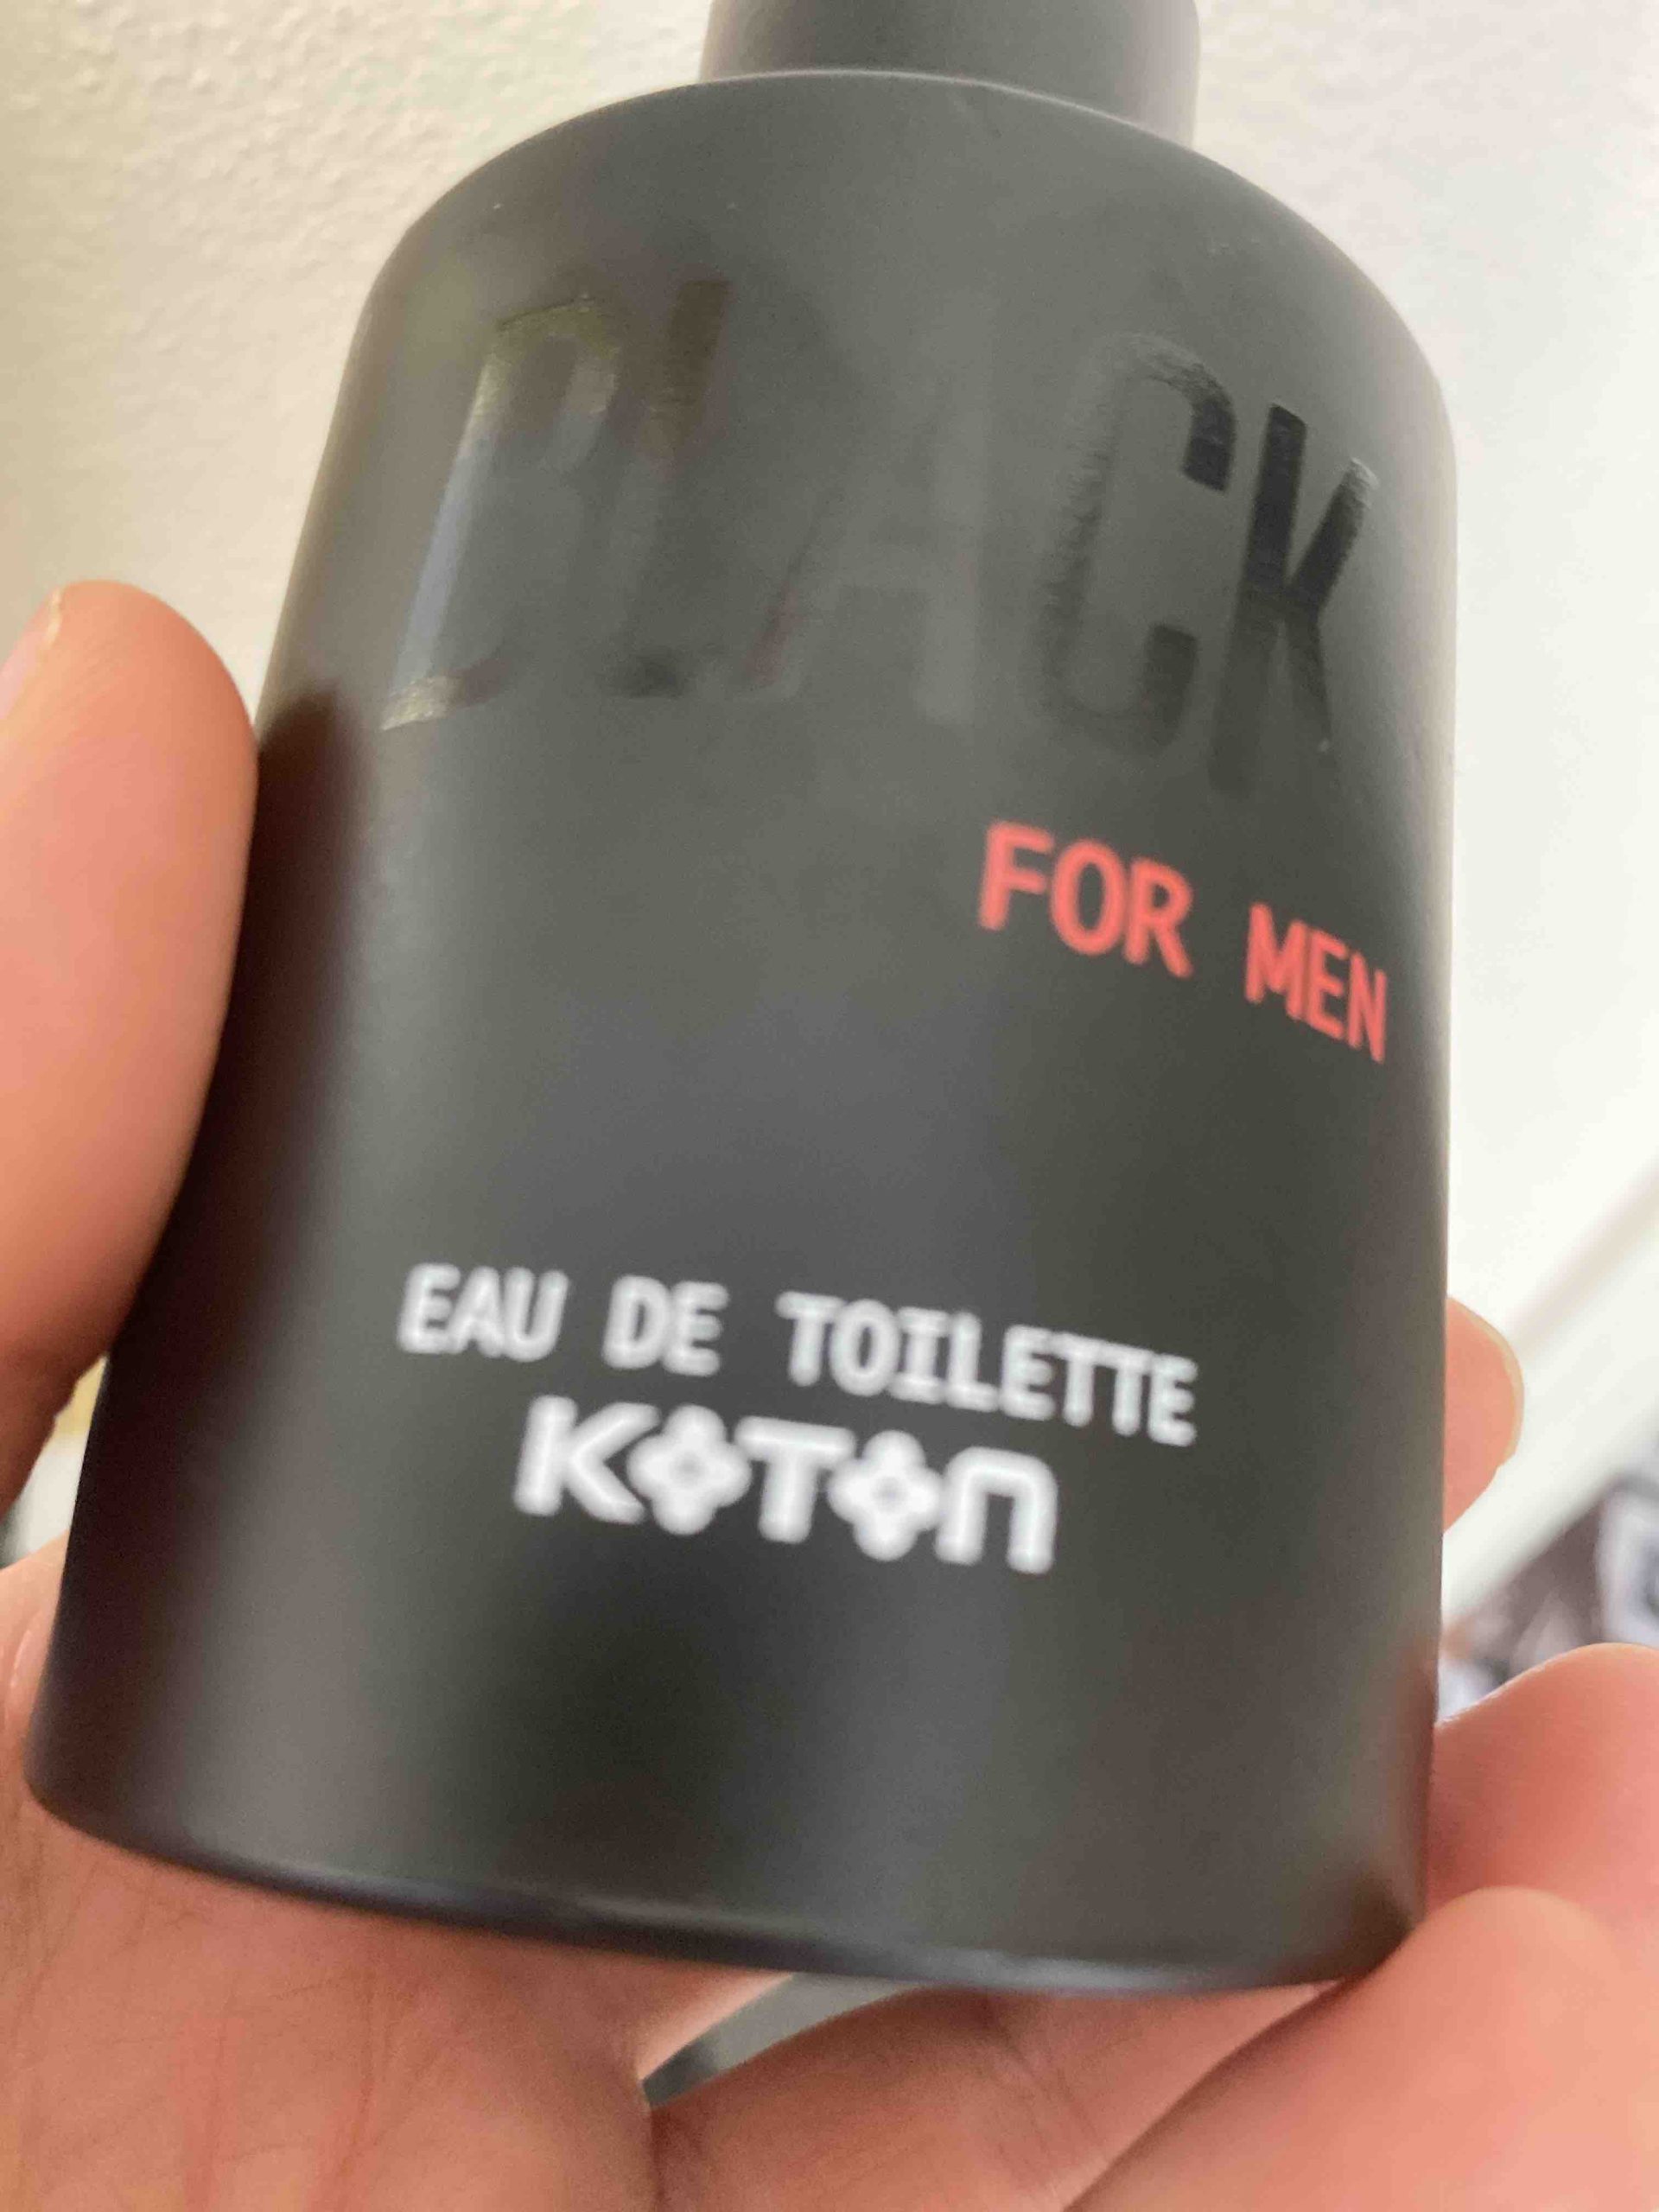 BLACK
FOR MEN
EAU DE TOILETTE
KOTON